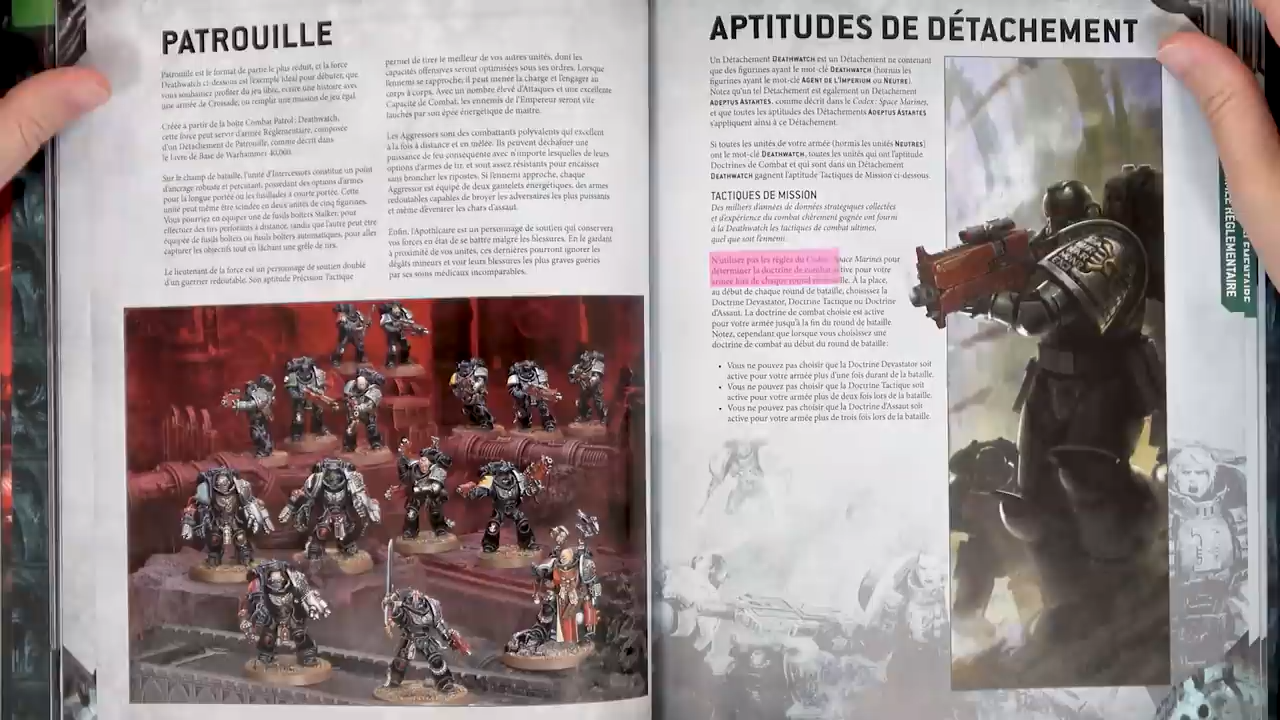 PATROUILLE
Patrouille est le format de partie le plus réduit, et la force
Deathwatch ci-dessous est l'exemple idéal pour débuter, que
vous souhaitiez profiter du jeu libre, écrire une histoire avec
une armée de Croisade, ou remplir une mission de jeu égal.
Créée à partir de la boîte Combat Patrol: Deathwatch,
cette force peut servir d'armée Réglementaire, composée
d'un Détachement de Patrouille, comme décrit dans
le Livre de Base de Warhammer 40,000.
Sur le champ de bataille, l'unité d'Intercessors constitue un point
d'ancrage robuste et percutant, possédant des options d'armes
pour la longue portée ou les fusillades à courte portée. Cette
unité peut même être scindée en deux unités de cinq figurines.
Vous pourriez en équiper une de fusils bolters Stalker, pour
effectuer des tirs perforants à distance, tandis que l'autre peut être
équipée de fusils bolters ou fusils bolters automatiques, pour aller
capturer les objectifs tout en lâchant une grêle de tirs.
Le lieutenant de la force est un personnage de soutien doublé
d'un guerrier redoutable. Son aptitude Précision Tactique
permet de tirer le meilleur de vos autres unités, dont les
capacités offensives seront optimisées sous ses ordres. Lorsque
l'ennemi se rapproche, il peut mener la charge et l'engager au
corps à corps. Avec un nombre élevé d'Attaques et une excellente
Capacité de Combat, les ennemis de l'Empereur seront vite
fauchés par son épée énergétique de maître.
Les Aggressors sont des combattants polyvalents qui excellent
à la fois à distance et en mêlée. Ils peuvent déchaîner une
puissance de feu conséquente avec n'importe lesquelles de leurs
options d'armes de tir, et sont assez résistants pour encaisser
sans broncher les ripostes. Si l'ennemi approche, chaque
Aggressor est équipé de deux gantelets énergétiques, des armes
redoutables capables de broyer les adversaires les plus puissants
et même d'éventrer les chars d'assaut.
Enfin, l'Apothicaire est un personnage de soutien qui conservera
vos forces en état de se battre malgré les blessures. En le gardant
à proximité de vos unités, ces dernières pourront ignorer les
dégâts mineurs et voir leurs blessures les plus graves guéries
par ses soins médicaux incomparables.
APTITUDES DE DÉTACHEMENT
Un Détachement DEATHWATCH est un Détachement ne contenant
que des figurines ayant le mot-clé DEATHWATCH (hormis les
figurines ayant le mot-clé AGENT DE L'IMPERIUM OU NEUTRE).
Notez qu'un tel Détachement est également un Détachement
ADEPTUS ASTARTES, comme décrit dans le Codex: Space Marines,
et que toutes les aptitudes des Détachements ADEPTUS ASTARTES
s'appliquent ainsi à ce Détachement.
Si toutes les unités de votre armée (hormis les unités NEUTRES)
ont le mot-clé DEATHWATCH, toutes les unités qui ont l'aptitude
Doctrines de Combat et qui sont dans un Détachement
DEATHWATCH gagnent l'aptitude Tactiques de Mission ci-dessous.
TACTIQUES DE MISSION
Des milliers d'années de données stratégiques collectées
et d'expérience du combat chèrement gagnée ont fourni
à la Deathwatch les tactiques de combat ultimes,
quel que soit l'ennemi.
N'utilisez pas les règles du Codex: Space Marines pour
déterminer la doctrine de combat active pour votre
armée lors de chaque round de bataille. À la place,
au début de chaque round de bataille, choisissez la
Doctrine Devastator, Doctrine Tactique ou Doctrine
d'Assaut. La doctrine de combat choisie est active
pour votre armée jusqu'à la fin du round de bataille
Notez, cependant que lorsque vous choisissez une
doctrine de combat au début du round de bataille:
• Vous ne pouvez pas choisir que la Doctrine Devastator soit
active pour votre armée plus d'une fois durant de la bataille.
• Vous ne pouvez pas choisir que la Doctrine Tactique soit
active pour votre armée plus de deux fois lors de la bataille.
• Vous ne pouvez pas choisir que la Doctrine d'Assaut soit
active pour votre armée plus de trois fois lors de la bataille.
RÉGLEMENTAIRE